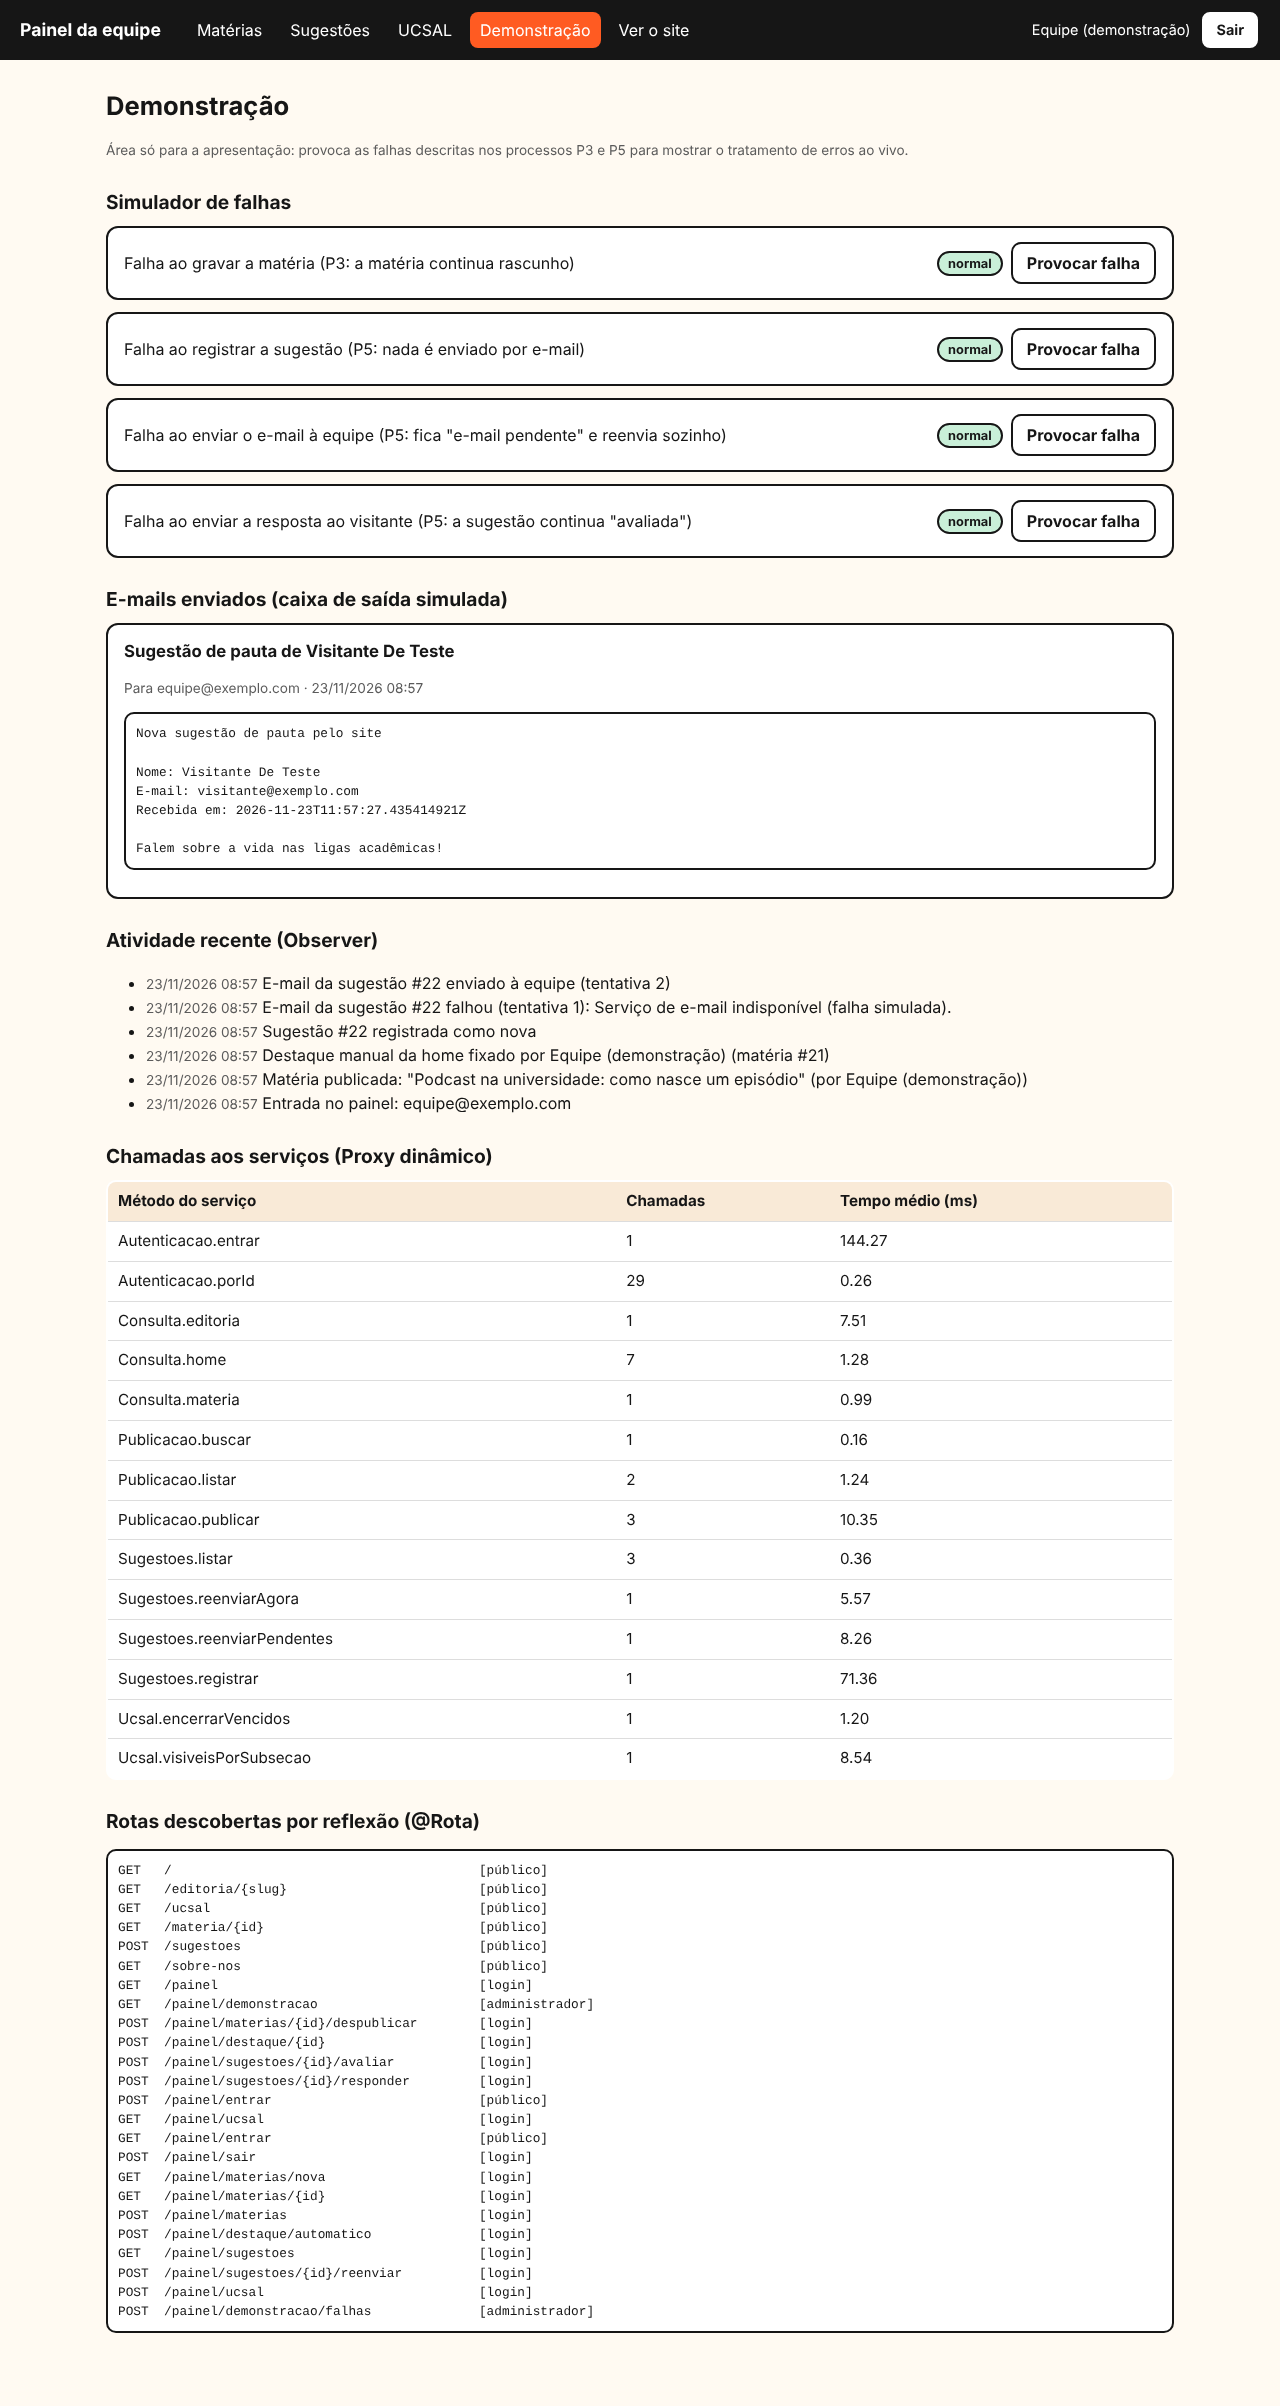 Painel da equipe Matérias Sugestões UCSAL Demonstração Ver o site Equipe (demonstração) Sair
Demonstração
Área só para a apresentação: provoca as falhas descritas nos processos P3 e P5 para mostrar o tratamento de erros ao vivo.
Simulador de falhas
Falha ao gravar a matéria (P3: a matéria continua rascunho) normal Provocar falha
Falha ao registrar a sugestão (P5: nada é enviado por e-mail) normal Provocar falha
Falha ao enviar o e-mail à equipe (P5: fica "e-mail pendente" e reenvia sozinho) normal Provocar falha
Falha ao enviar a resposta ao visitante (P5: a sugestão continua "avaliada") normal Provocar falha
E-mails enviados (caixa de saída simulada)
Sugestão de pauta de Visitante De Teste
Para equipe@exemplo.com · 23/11/2026 08:57
Nova sugestão de pauta pelo site
Nome: Visitante De Teste
E-mail: visitante@exemplo.com
Recebida em: 2026-11-23T11:57:27.435414921Z
Falem sobre a vida nas ligas acadêmicas!
Atividade recente (Observer)
• 23/11/2026 08:57 E-mail da sugestão #22 enviado à equipe (tentativa 2)
• 23/11/2026 08:57 E-mail da sugestão #22 falhou (tentativa 1): Serviço de e-mail indisponível (falha simulada).
• 23/11/2026 08:57 Sugestão #22 registrada como nova
• 23/11/2026 08:57 Destaque manual da home fixado por Equipe (demonstração) (matéria #21)
• 23/11/2026 08:57 Matéria publicada: "Podcast na universidade: como nasce um episódio" (por Equipe (demonstração))
• 23/11/2026 08:57 Entrada no painel: equipe@exemplo.com
Chamadas aos serviços (Proxy dinâmico)
Método do serviço Chamadas Tempo médio (ms)
Autenticacao.entrar 1 144.27
Autenticacao.porId 29 0.26
Consulta.editoria 1 7.51
Consulta.home 7 1.28
Consulta.materia 1 0.99
Publicacao.buscar 1 0.16
Publicacao.listar 2 1.24
Publicacao.publicar 3 10.35
Sugestoes.listar 3 0.36
Sugestoes.reenviarAgora 1 5.57
Sugestoes.reenviarPendentes 1 8.26
Sugestoes.registrar 1 71.36
Ucsal.encerrarVencidos 1 1.20
Ucsal.visiveisPorSubsecao 1 8.54
Rotas descobertas por reflexão (@Rota)
GET / [público]
GET /editoria/{slug} [público]
GET /ucsal [público]
GET /materia/{id} [público]
POST /sugestoes [público]
GET /sobre-nos [público]
GET /painel [login]
GET /painel/demonstracao [administrador]
POST /painel/materias/{id}/despublicar [login]
POST /painel/destaque/{id} [login]
POST /painel/sugestoes/{id}/avaliar [login]
POST /painel/sugestoes/{id}/responder [login]
POST /painel/entrar [público]
GET /painel/ucsal [login]
GET /painel/entrar [público]
POST /painel/sair [login]
GET /painel/materias/nova [login]
GET /painel/materias/{id} [login]
POST /painel/materias [login]
POST /painel/destaque/automatico [login]
GET /painel/sugestoes [login]
POST /painel/sugestoes/{id}/reenviar [login]
POST /painel/ucsal [login]
POST /painel/demonstracao/falhas [administrador]